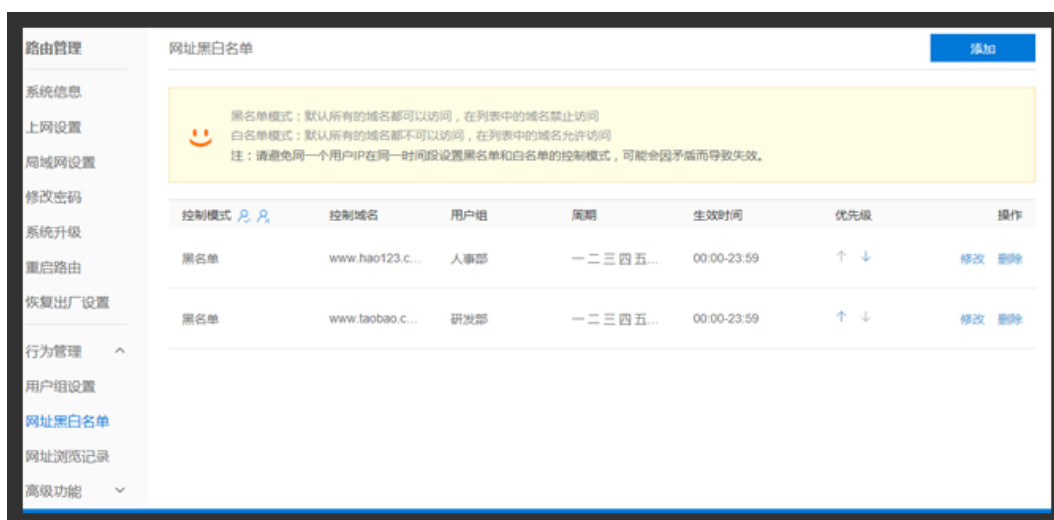 路由管理
系统信息
上网设置
局域网设置
修改密码
系统升级
重启路由
恢复出厂设置
行为管理
用户组设置
网址黑白名单
网址浏览记录
高级功能
网址黑白名单
添加
黑名单模式：默认所有的域名都可以访问，在列表中的域名禁止访问
白名单模式：默认所有的域名都不可以访问，在列表中的域名允许访问
注：请避免同一个用户IP在同一时间段设置黑名单和白名单的控制模式，可能会因矛盾而导致失效。
控制模式 控制域名 用户组 周期 生效时间 优先级 操作
黑名单 www.hao123.c... 人事部 一 二 三 四 五... 00:00-23:59 ↑ ↓ 修改 删除
黑名单 www.taobao.c... 研发部 一 二 三 四 五... 00:00-23:59 ↑ ↓ 修改 删除